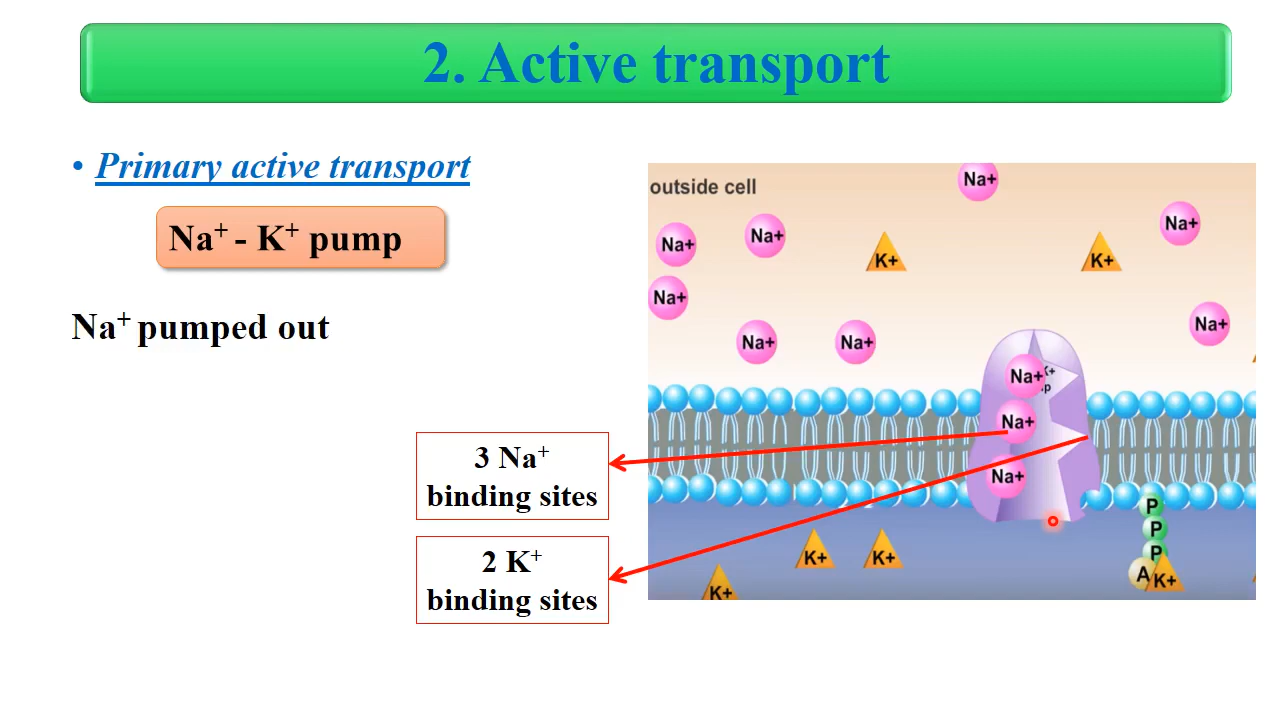 2. Active transport
• Primary active transport
Na⁺ - K⁺ pump
Na⁺ pumped out
3 Na⁺
binding sites
2 K⁺
binding sites
outside cell
Na+
Na+
Na+
Na+
K+
K+
Na+
Na+
Na+
Na+
Na+
K+
Na+
Na+
P
P
P
A
K+
K+
K+
K+